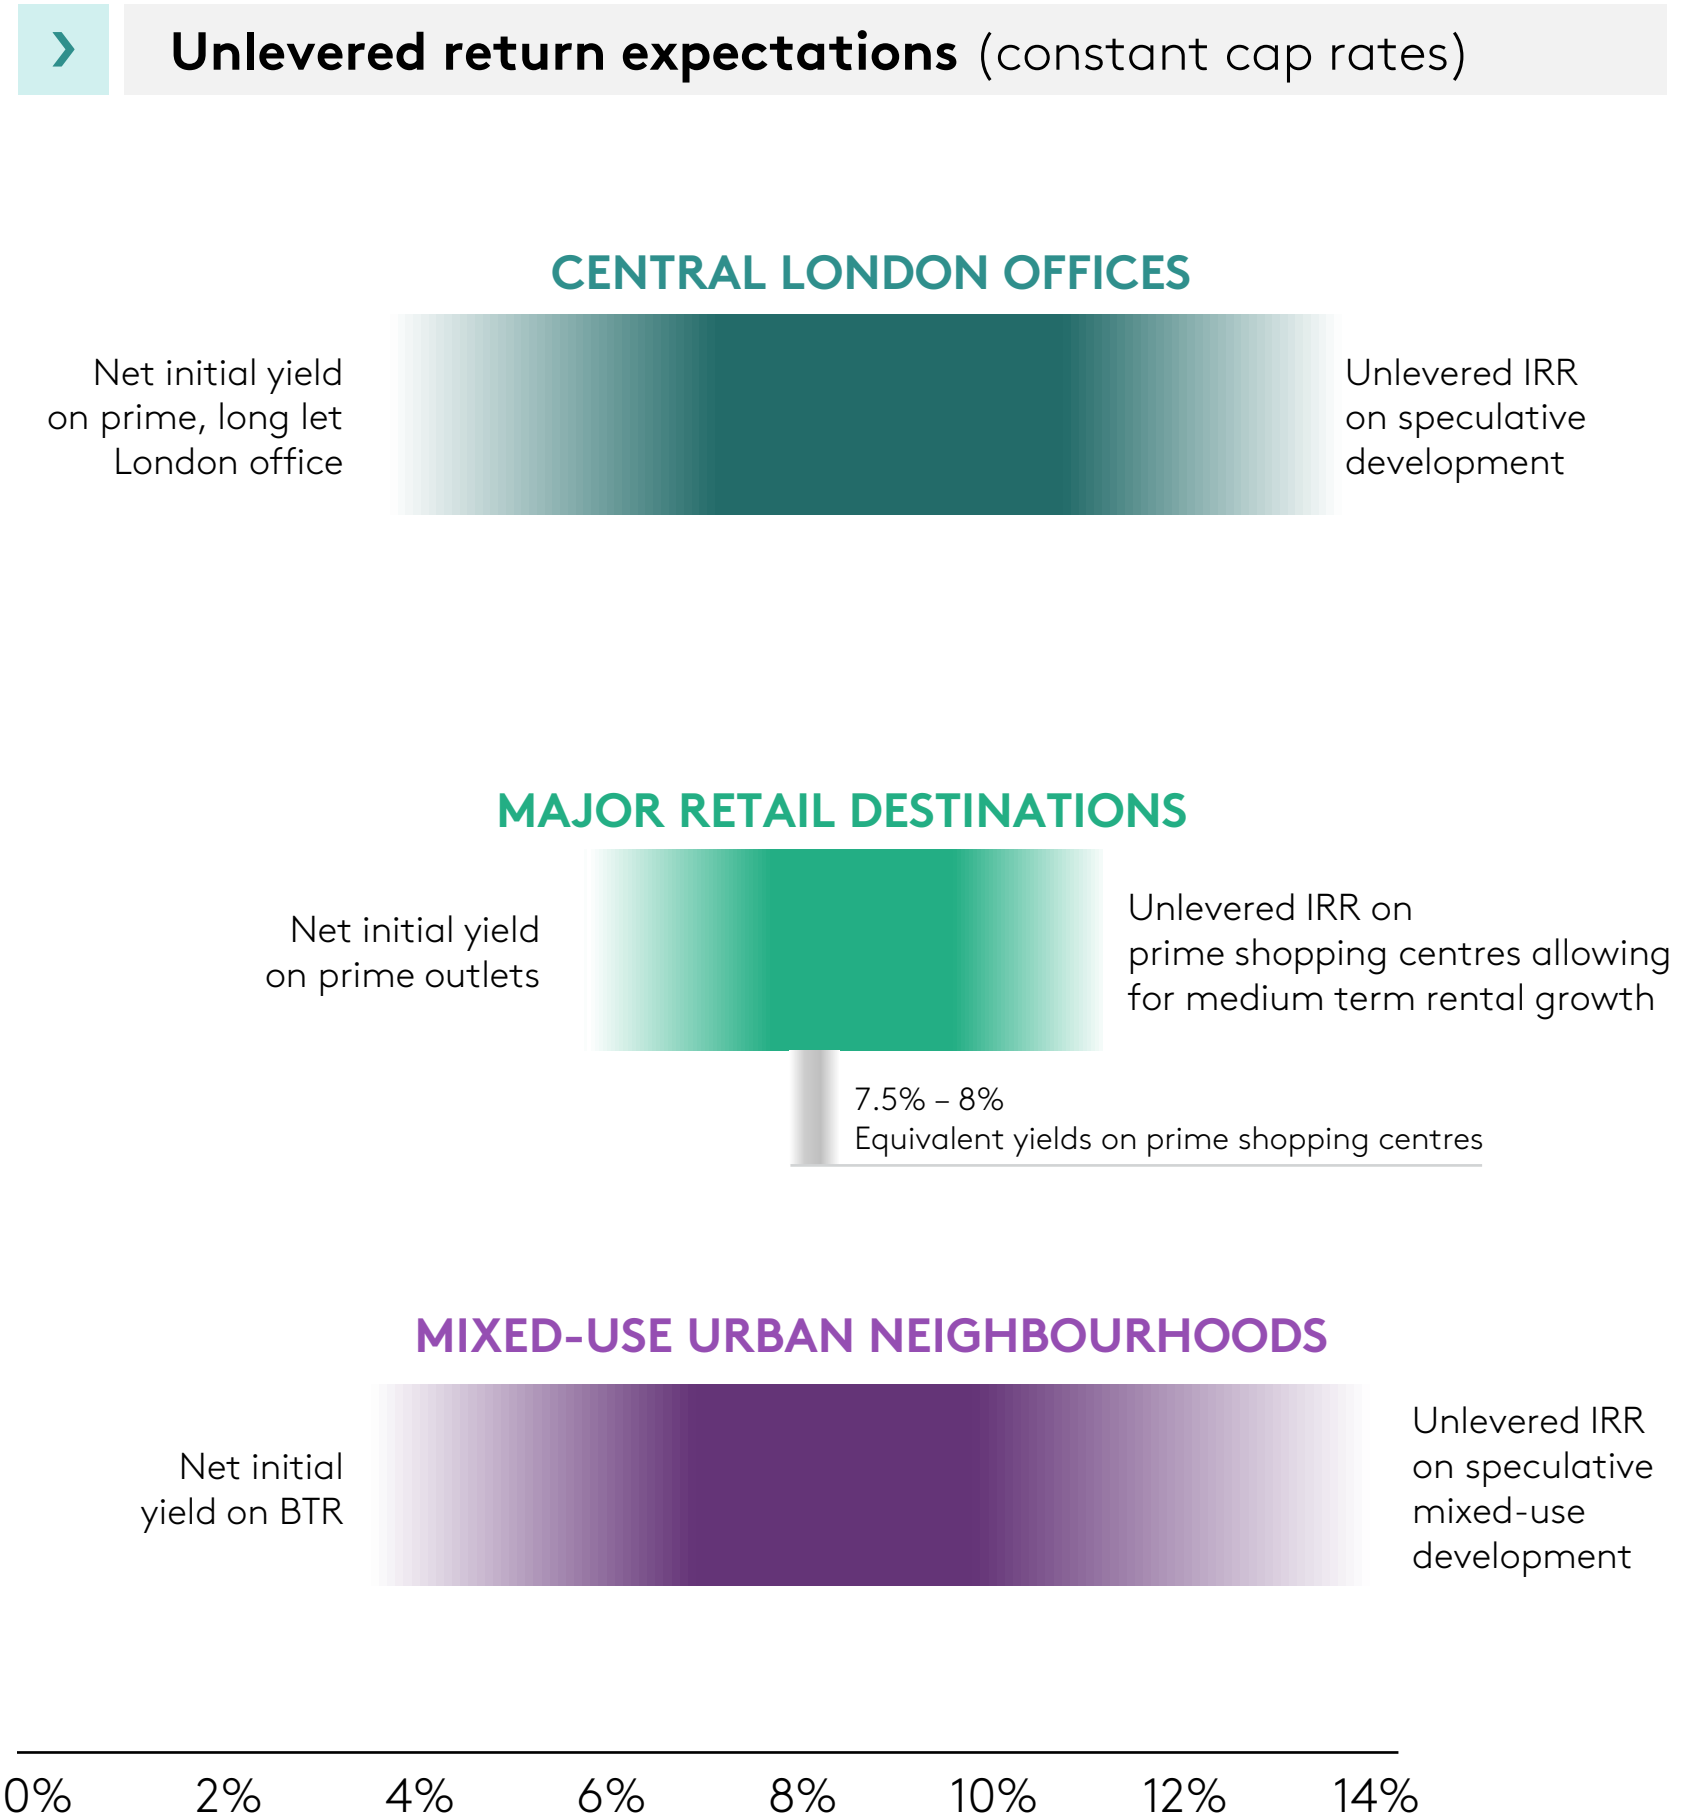 Unlevered return expectations (constant cap rates)
CENTRAL LONDON OFFICES
Net initial yield
on prime, long let
London office
Unlevered IRR
on speculative
development
MAJOR RETAIL DESTINATIONS
Net initial yield
on prime outlets
Unlevered IRR on
prime shopping centres allowing
for medium term rental growth
7.5% – 8%
Equivalent yields on prime shopping centres
MIXED-USE URBAN NEIGHBOURHOODS
Net initial
yield on BTR
Unlevered IRR
on speculative
mixed-use
development
0% 2% 4% 6% 8% 10% 12% 14%